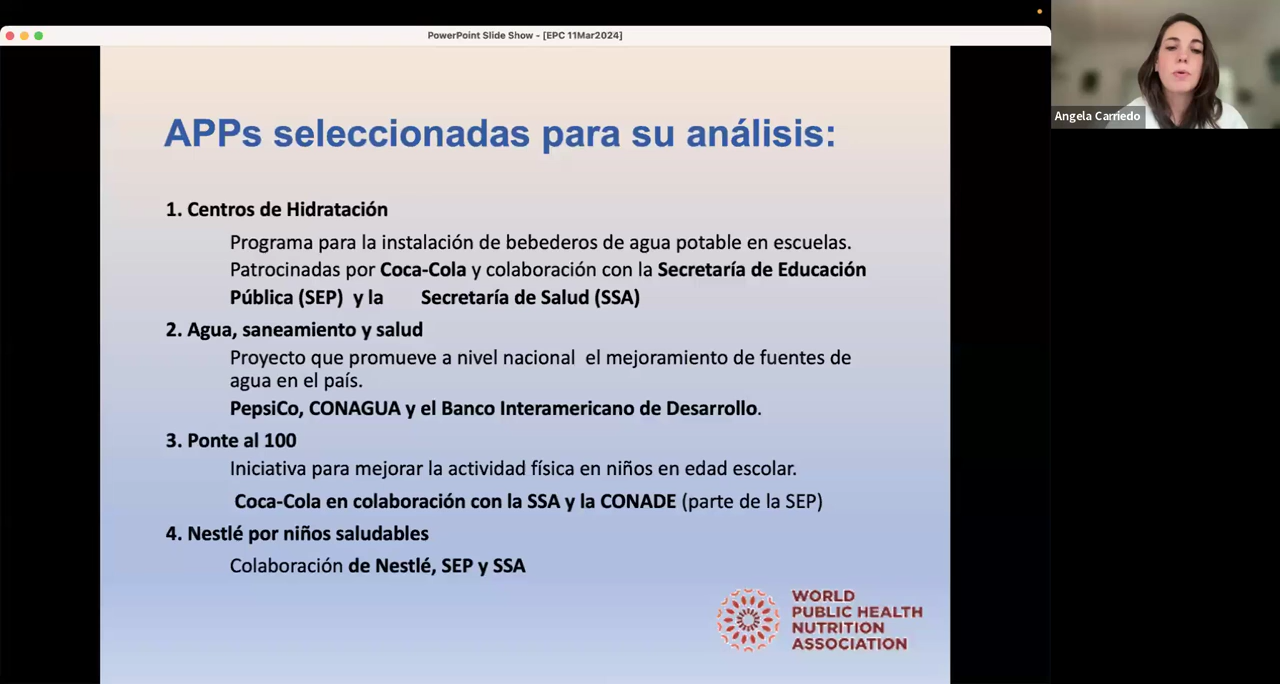 PowerPoint Slide Show - [EPC 11Mar2024]
Angela Carriedo
APPs seleccionadas para su análisis:
1. Centros de Hidratación
Programa para la instalación de bebederos de agua potable en escuelas.
Patrocinadas por Coca-Cola y colaboración con la Secretaría de Educación
Pública (SEP) y la Secretaría de Salud (SSA)
2. Agua, saneamiento y salud
Proyecto que promueve a nivel nacional el mejoramiento de fuentes de
agua en el país.
PepsiCo, CONAGUA y el Banco Interamericano de Desarrollo.
3. Ponte al 100
Iniciativa para mejorar la actividad física en niños en edad escolar.
Coca-Cola en colaboración con la SSA y la CONADE (parte de la SEP)
4. Nestlé por niños saludables
Colaboración de Nestlé, SEP y SSA
WORLD
PUBLIC HEALTH
NUTRITION
ASSOCIATION